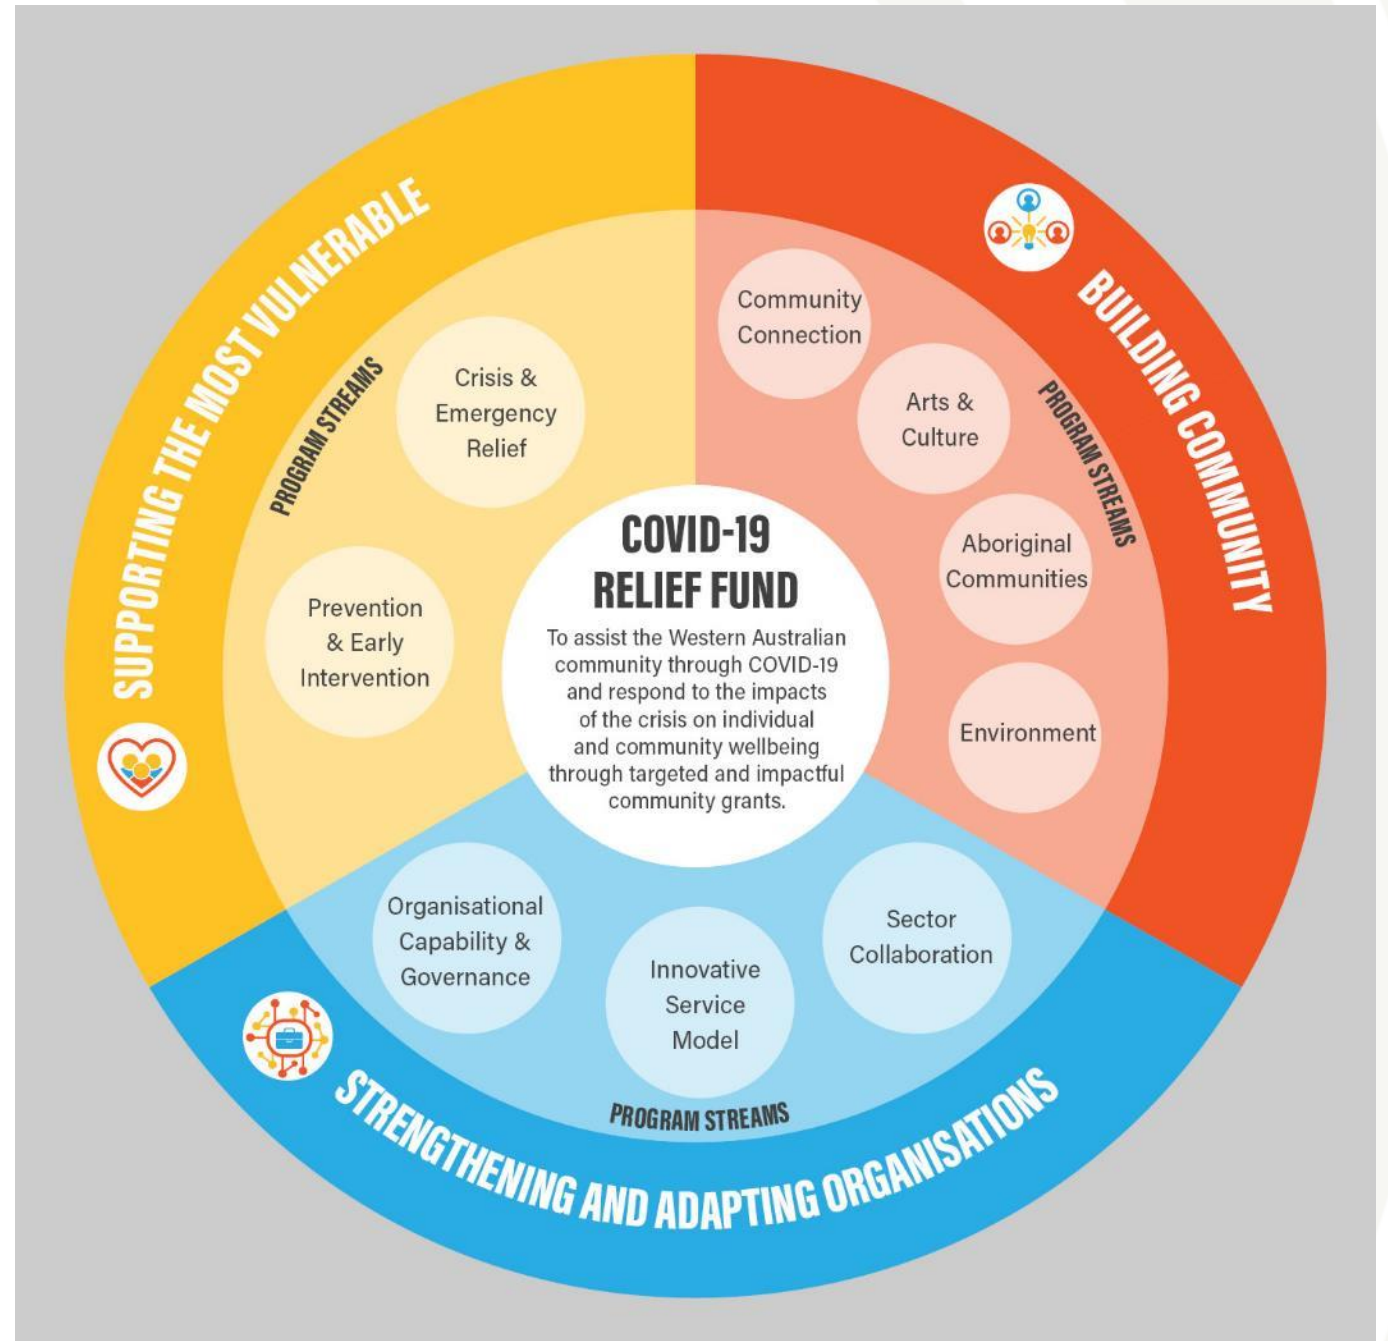 COVID-19
RELIEF FUND
To assist the Western Australian
community through COVID-19
and respond to the impacts
of the crisis on individual
and community wellbeing
through targeted and impactful
community grants.
SUPPORTING THE MOST VULNERABLE
PROGRAM STREAMS
Crisis &
Emergency
Relief
Prevention
& Early
Intervention
BUILDING COMMUNITY
PROGRAM STREAMS
Community
Connection
Arts &
Culture
Aboriginal
Communities
Environment
STRENGTHENING AND ADAPTING ORGANISATIONS
PROGRAM STREAMS
Organisational
Capability &
Governance
Innovative
Service
Model
Sector
Collaboration